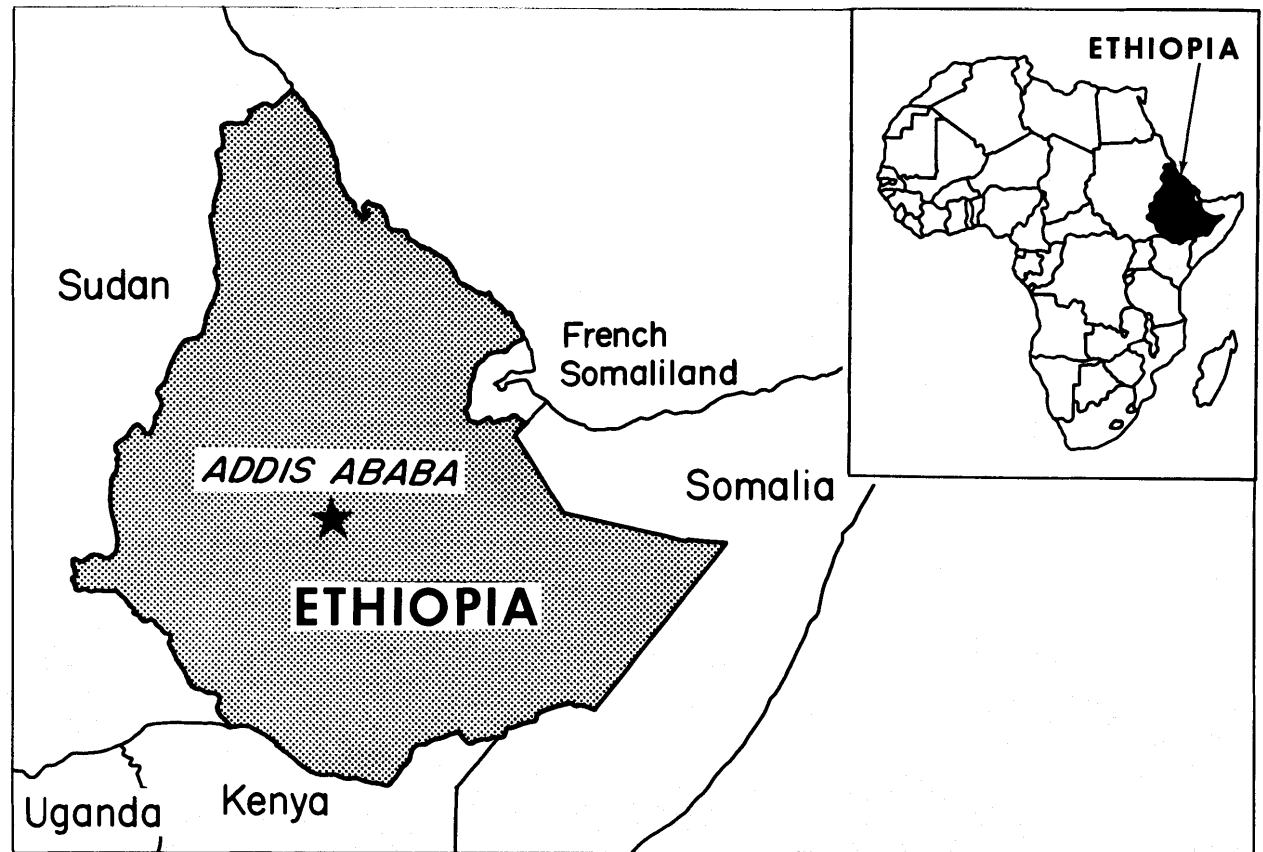 ETHIOPIA
Sudan
French
Somaliland
ADDIS ABABA
Somalia
ETHIOPIA
Uganda
Kenya